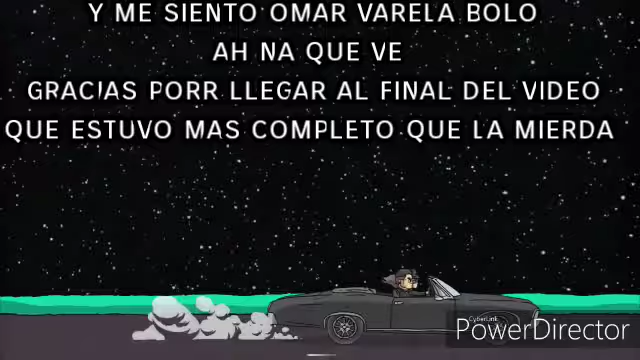 Y ME SIENTO OMAR VARELA BOLO
AH NA QUE VE
GRACIAS PORR LLEGAR AL FINAL DEL VIDEO
QUE ESTUVO MAS COMPLETO QUE LA MIERDA
CyberLink
PowerDirector